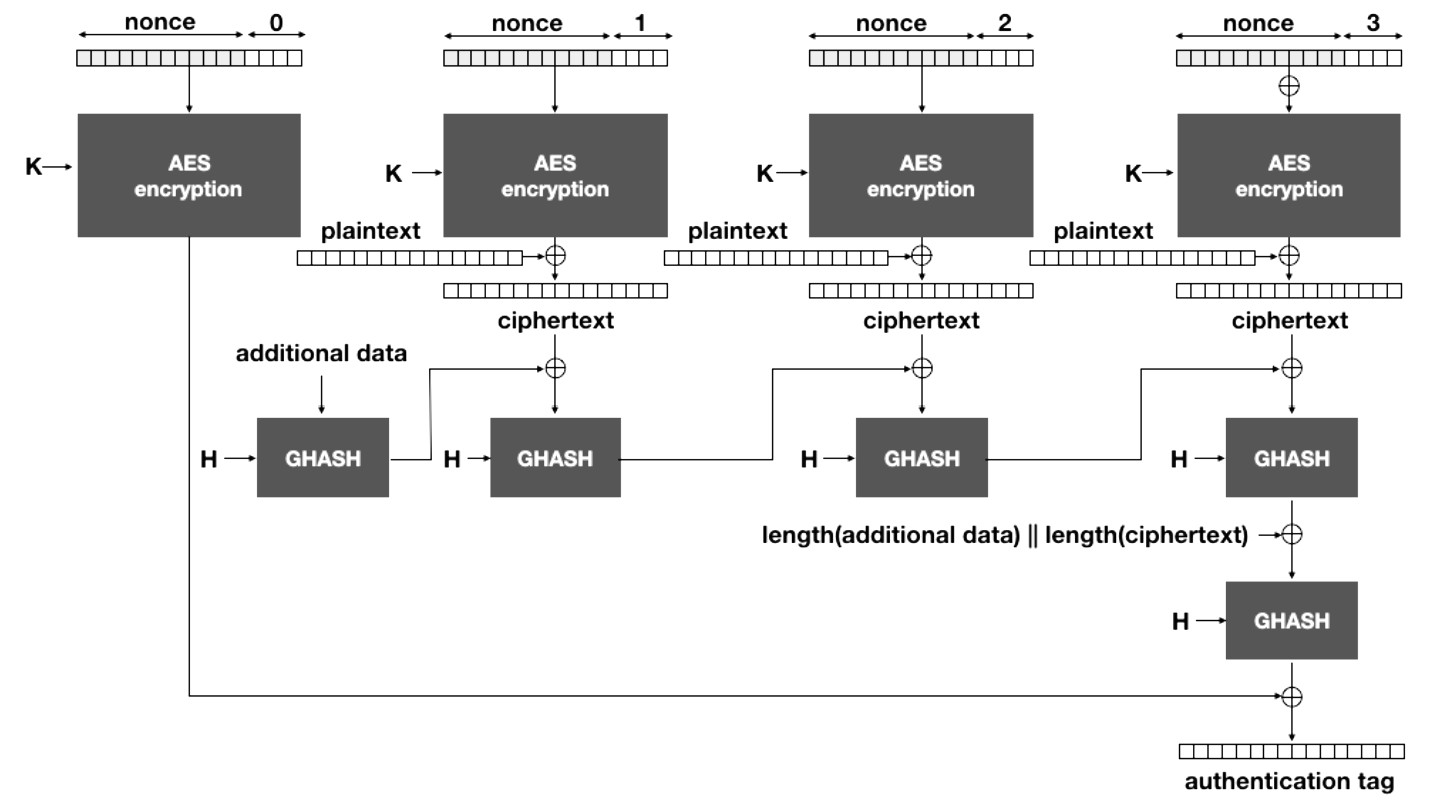 nonce 0 nonce 1 nonce 2 nonce 3
K AES encryption K AES encryption K AES encryption K AES encryption
plaintext plaintext plaintext
ciphertext ciphertext ciphertext
additional data
H GHASH H GHASH H GHASH H GHASH
length(additional data) || length(ciphertext)
H GHASH
authentication tag